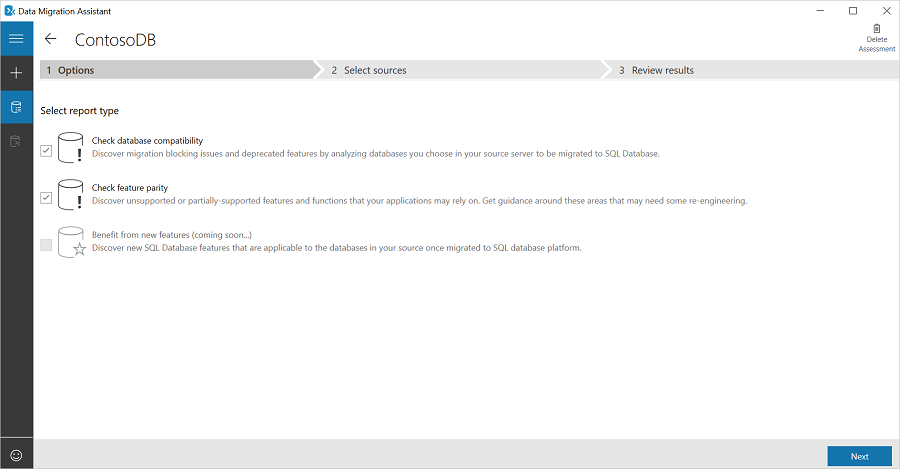 Data Migration Assistant
ContosoDB
Delete
Assessment
1 Options
2 Select sources
3 Review results
Select report type
Check database compatibility
Discover migration blocking issues and deprecated features by analyzing databases you choose in your source server to be migrated to SQL Database.
Check feature parity
Discover unsupported or partially-supported features and functions that your applications may rely on. Get guidance around these areas that may need some re-engineering.
Benefit from new features (coming soon...)
Discover new SQL Database features that are applicable to the databases in your source once migrated to SQL database platform.
Next